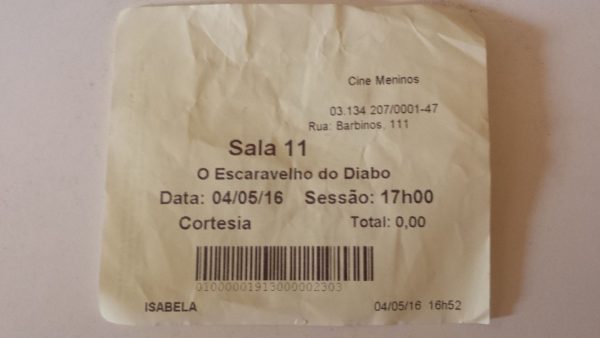 Cine Meninos
03.134 207/0001-47
Rua: Barbinos, 111
Sala 11
O Escaravelho do Diabo
Data: 04/05/16 Sessão: 17h00
Cortesia Total: 0,00
01000001913000002303
ISABELA 04/05/16 16h52